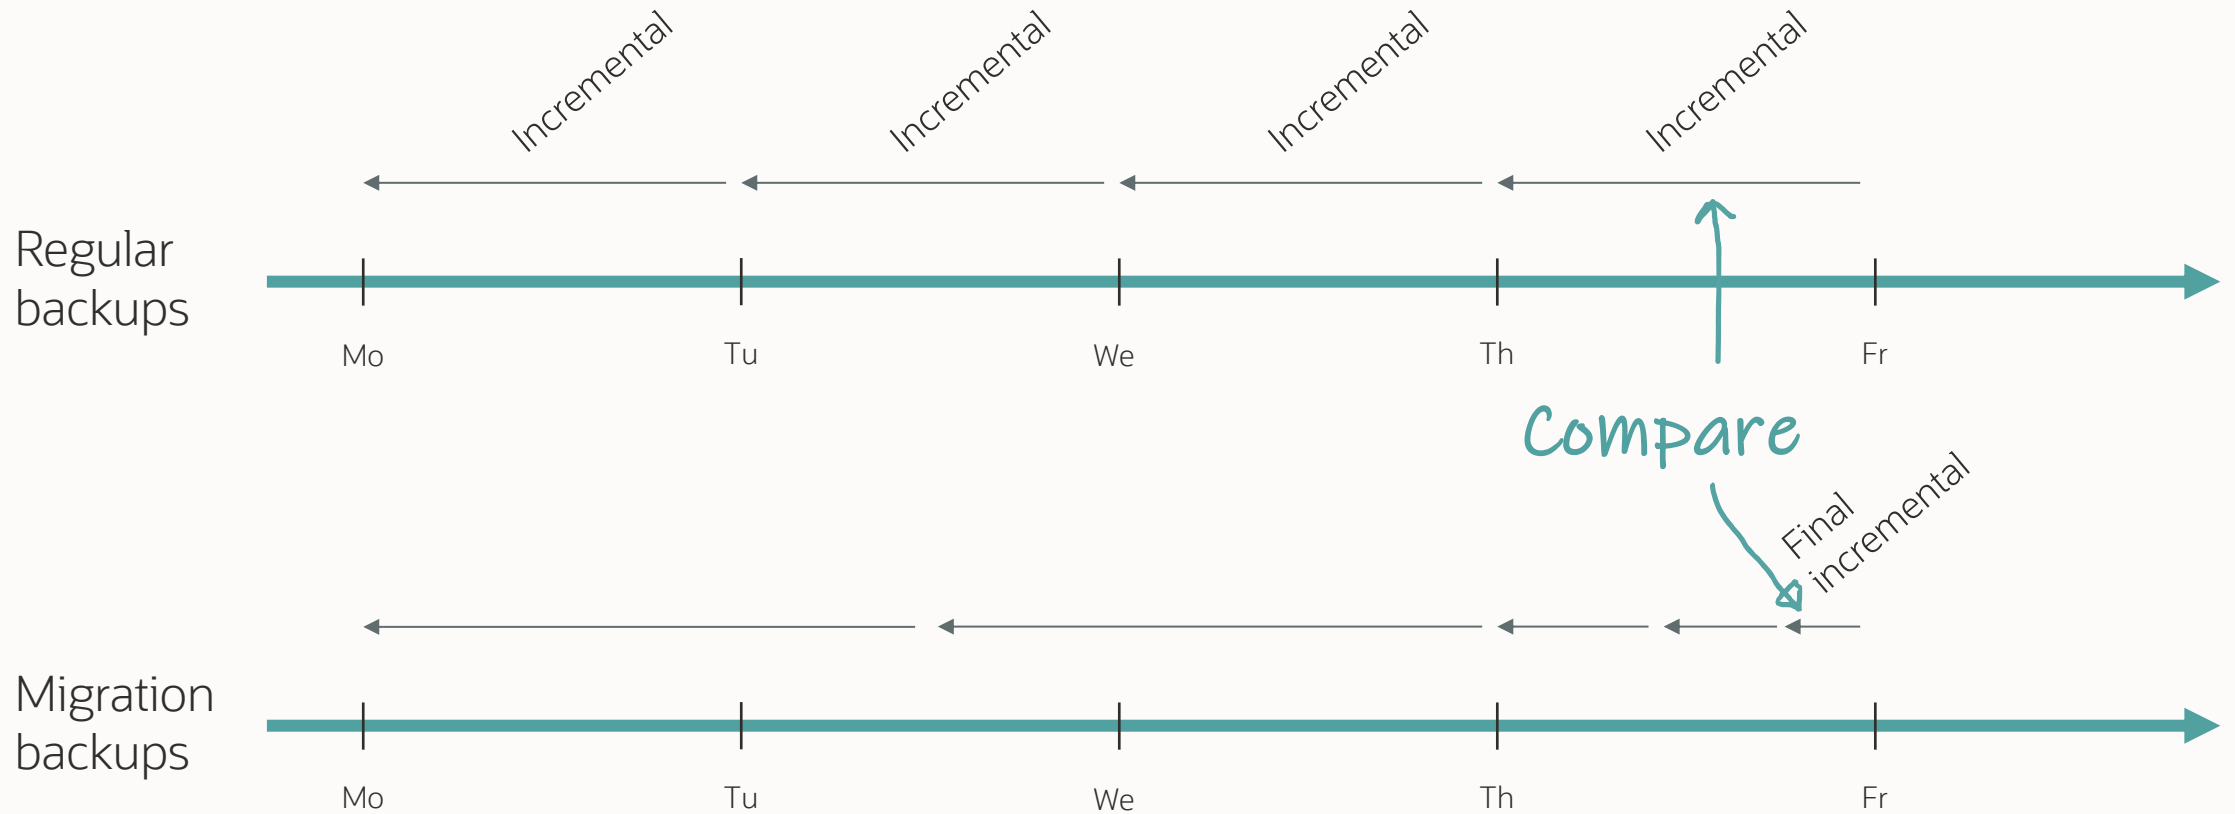 Incremental
Incremental
Incremental
Incremental
Regular
backups
Mo
Tu
We
Th
Fr
Compare
Final
incremental
Migration
backups
Mo
Tu
We
Th
Fr